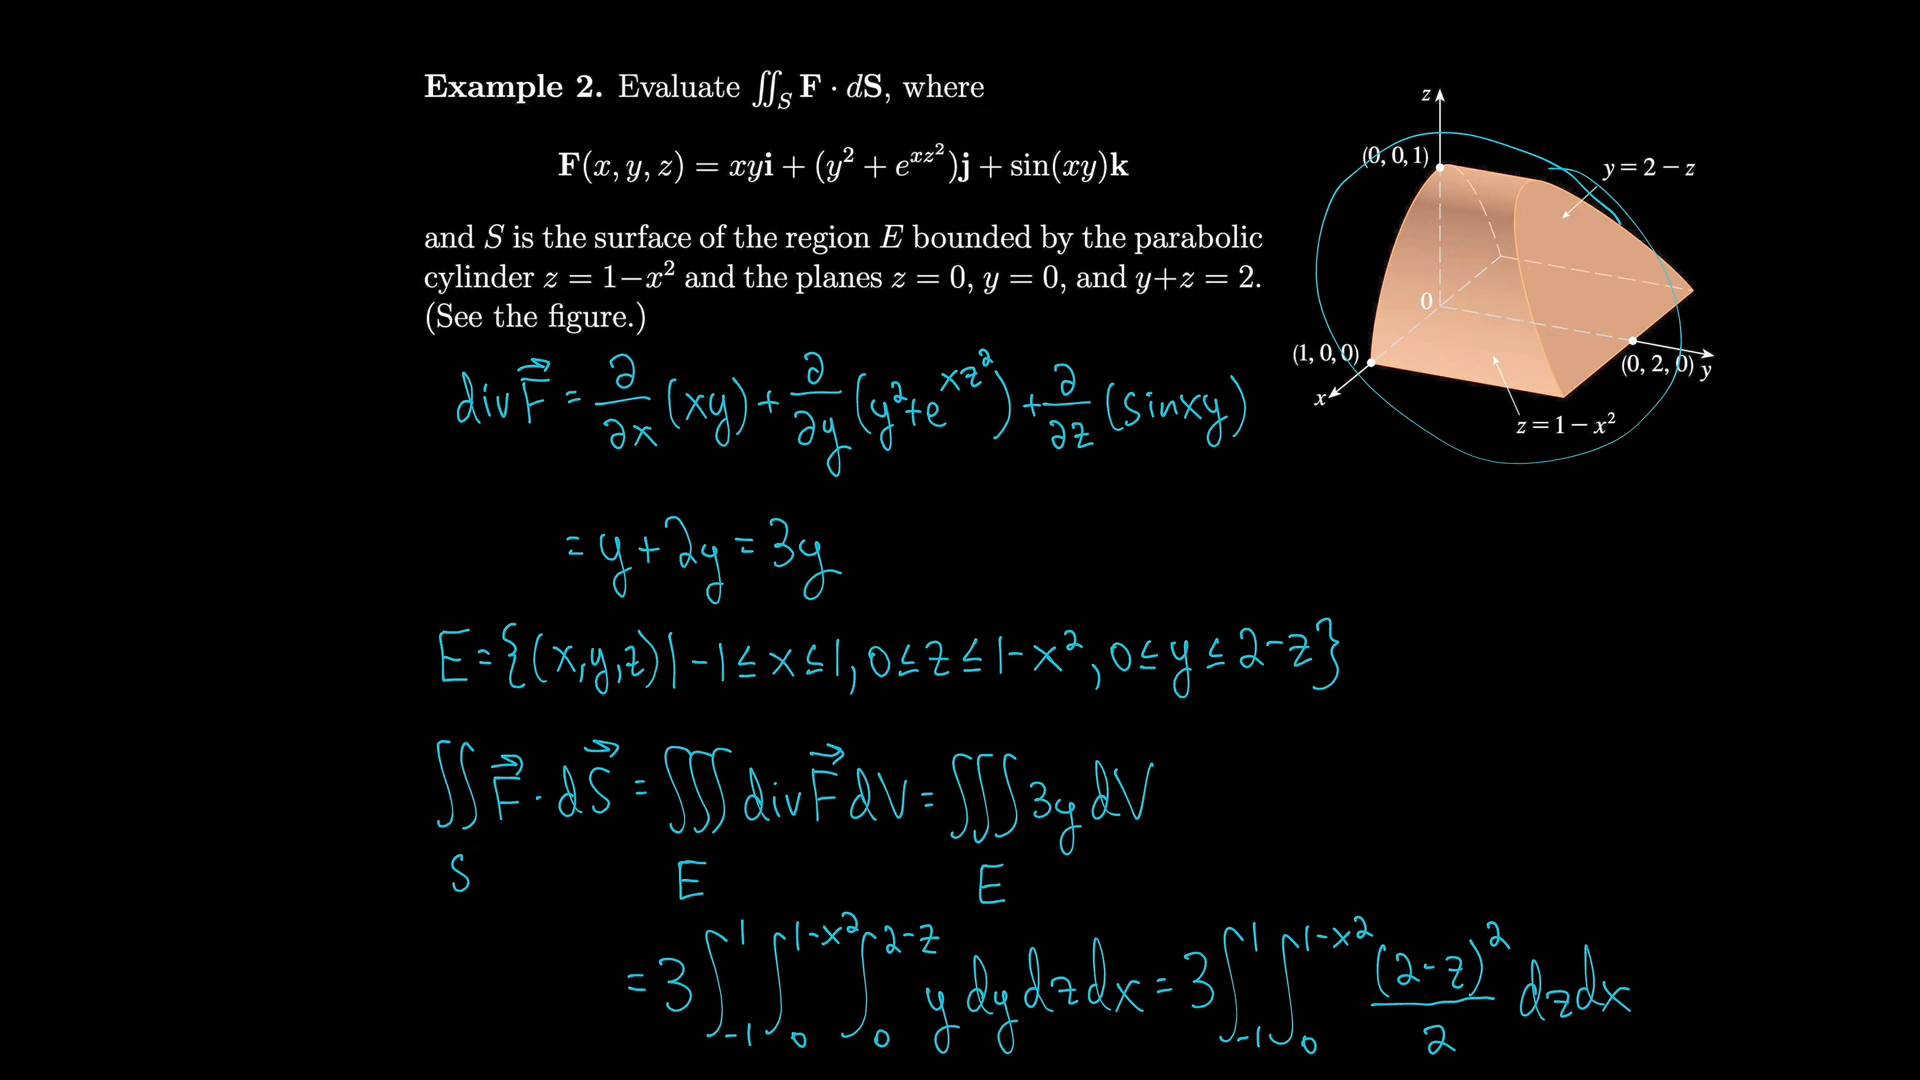 Example 2. Evaluate ∬_S F · dS, where
F(x, y, z) = xyi + (y² + e^{xz²})j + sin(xy)k
and S is the surface of the region E bounded by the parabolic
cylinder z = 1−x² and the planes z = 0, y = 0, and y+z = 2.
(See the figure.)
z
(0, 0, 1)
y = 2 − z
0
(1, 0, 0)
(0, 2, 0) y
x
z = 1 − x²
div F⃗ = ∂/∂x (xy) + ∂/∂y (y² + e^{xz²}) + ∂/∂z (sinxy)
= y + 2y = 3y
E = {(x,y,z) | -1 ≤ x ≤ 1, 0 ≤ z ≤ 1-x², 0 ≤ y ≤ 2-z}
∬_S F⃗ · dS⃗ = ∭_E div F⃗ dV = ∭_E 3y dV
= 3 ∫_{-1}^{1} ∫_0^{1-x²} ∫_0^{2-z} y dy dz dx = 3 ∫_{-1}^{1} ∫_0^{1-x²} (2-z)²/2 dz dx